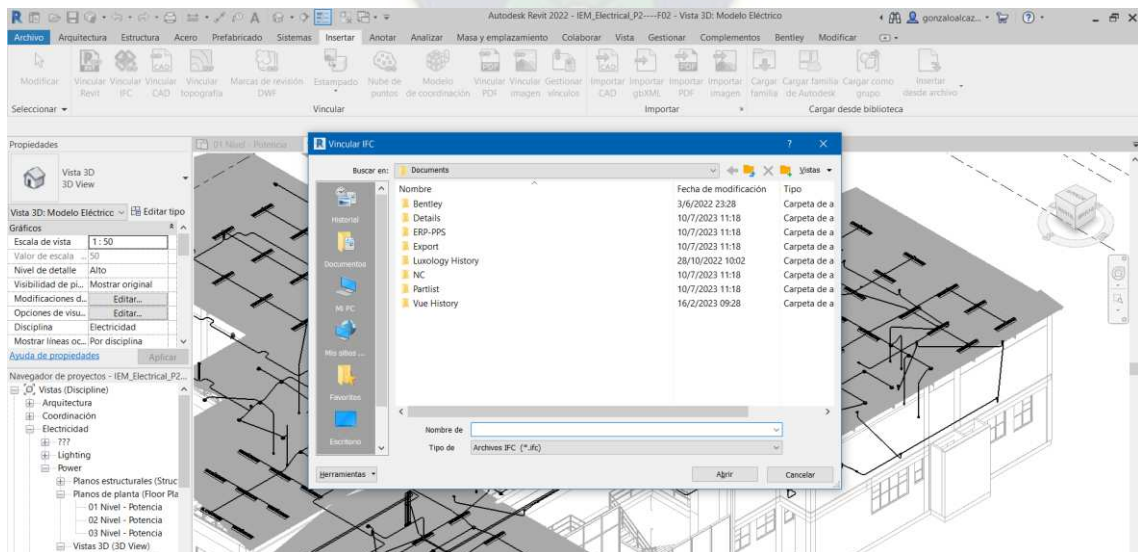 Autodesk Revit 2022 - IEM_Electrical_P2----F02 - Vista 3D: Modelo Eléctrico
gonzaloalcaz...
Archivo Arquitectura Estructura Acero Prefabricado Sistemas Insertar Anotar Analizar Masa y emplazamiento Colaborar Vista Gestionar Complementos Bentley Modificar
Modificar Vincular Revit Vincular IFC Vincular CAD Vincular topografía Marcas de revisión DWF Estampado Nube de puntos Modelo de coordinación Vincular PDF Vincular imagen Gestionar vínculos Importar CAD Importar gbXML Importar PDF Importar imagen Cargar familia Cargar familia de Autodesk Cargar como grupo Insertar desde archivo
Seleccionar Vincular Importar Cargar desde biblioteca
Propiedades
01 Nivel - Potencia
Vista 3D
3D View
Vista 3D: Modelo Eléctricc
Editar tipo
Gráficos
Escala de vista 1 : 50
Valor de escala ... 50
Nivel de detalle Alto
Visibilidad de pi... Mostrar original
Modificaciones d... Editar...
Opciones de visu... Editar...
Disciplina Electricidad
Mostrar líneas oc... Por disciplina
Ayuda de propiedades Aplicar
Navegador de proyectos - IEM_Electrical_P2...
Vistas (Discipline)
Arquitectura
Coordinación
Electricidad
???
Lighting
Power
Planos estructurales (Struc
Planos de planta (Floor Pla
01 Nivel - Potencia
02 Nivel - Potencia
03 Nivel - Potencia
Vistas 3D (3D View)
Vincular IFC
Buscar en: Documents
Vistas
Historial
Documentos
Mi PC
Mis sitios ...
Favoritos
Escritorio
Nombre Fecha de modificación Tipo
Bentley 3/6/2022 23:28 Carpeta de a
Details 10/7/2023 11:18 Carpeta de a
ERP-PPS 10/7/2023 11:18 Carpeta de a
Export 10/7/2023 11:18 Carpeta de a
Luxology History 28/10/2022 10:02 Carpeta de a
NC 10/7/2023 11:18 Carpeta de a
Partlist 10/7/2023 11:18 Carpeta de a
Vue History 16/2/2023 09:28 Carpeta de a
Nombre de
Tipo de Archivos IFC (*.ifc)
Herramientas Abrir Cancelar